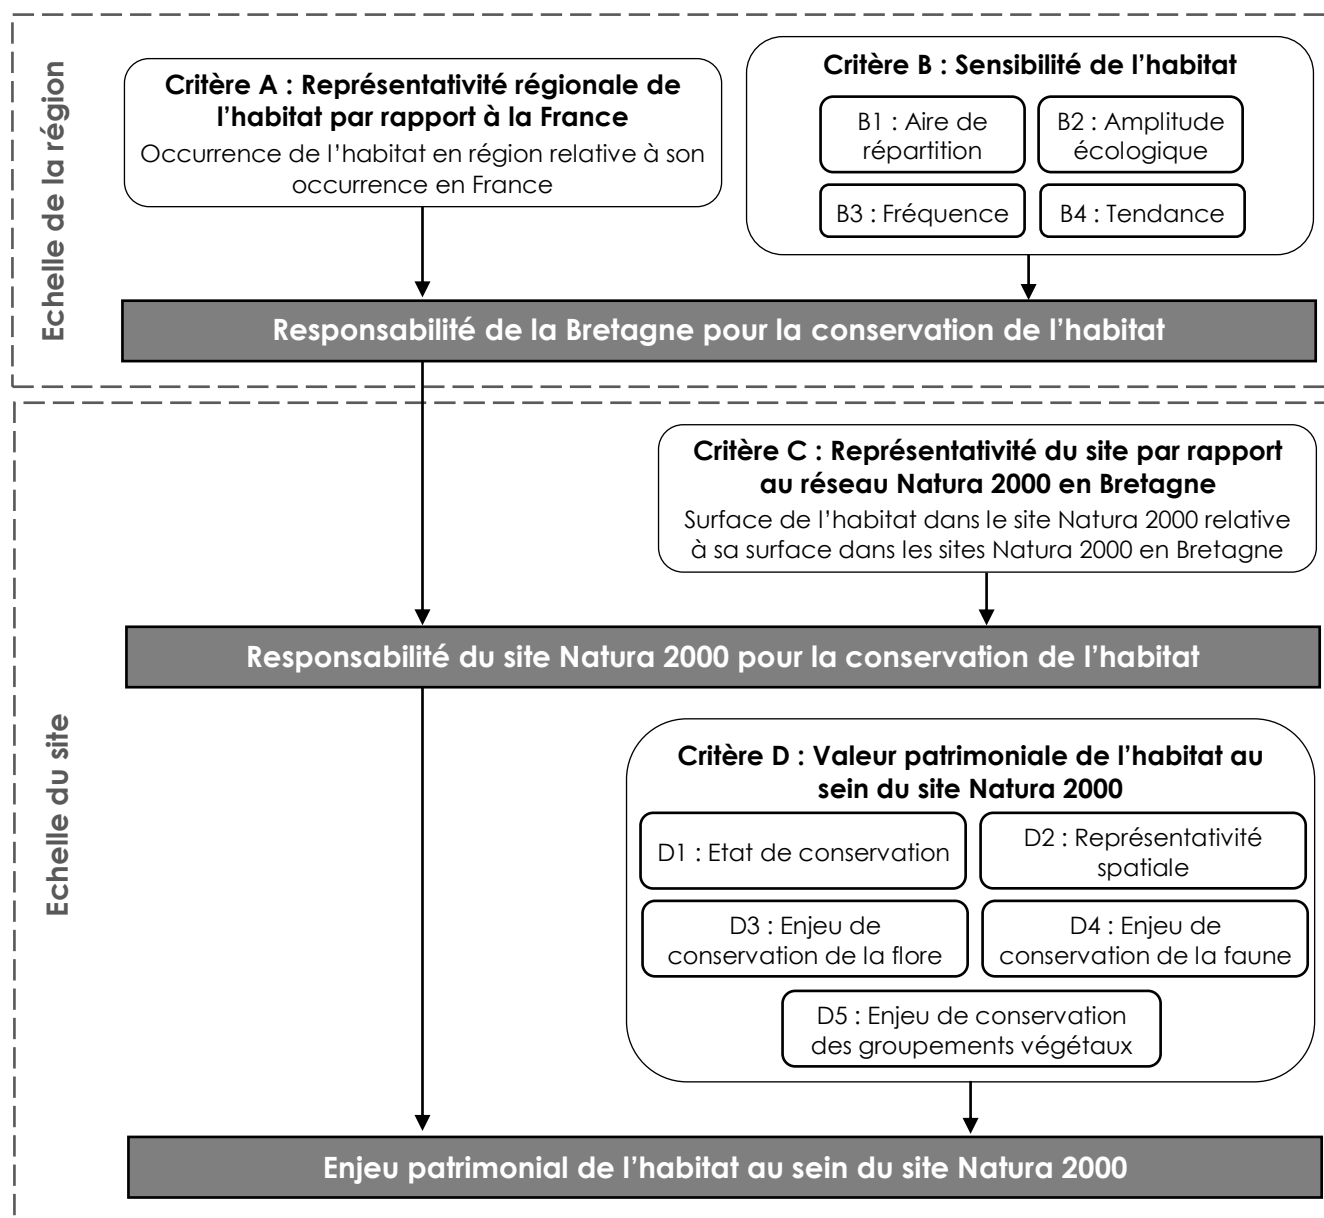 Echelle de la région
Critère A : Représentativité régionale de
l’habitat par rapport à la France
Occurrence de l’habitat en région relative à son
occurrence en France
Critère B : Sensibilité de l’habitat
B1 : Aire de
répartition
B2 : Amplitude
écologique
B3 : Fréquence
B4 : Tendance
Responsabilité de la Bretagne pour la conservation de l’habitat
Echelle du site
Critère C : Représentativité du site par rapport
au réseau Natura 2000 en Bretagne
Surface de l’habitat dans le site Natura 2000 relative
à sa surface dans les sites Natura 2000 en Bretagne
Responsabilité du site Natura 2000 pour la conservation de l’habitat
Critère D : Valeur patrimoniale de l’habitat au
sein du site Natura 2000
D1 : Etat de conservation
D2 : Représentativité
spatiale
D3 : Enjeu de
conservation de la flore
D4 : Enjeu de
conservation de la faune
D5 : Enjeu de conservation
des groupements végétaux
Enjeu patrimonial de l’habitat au sein du site Natura 2000